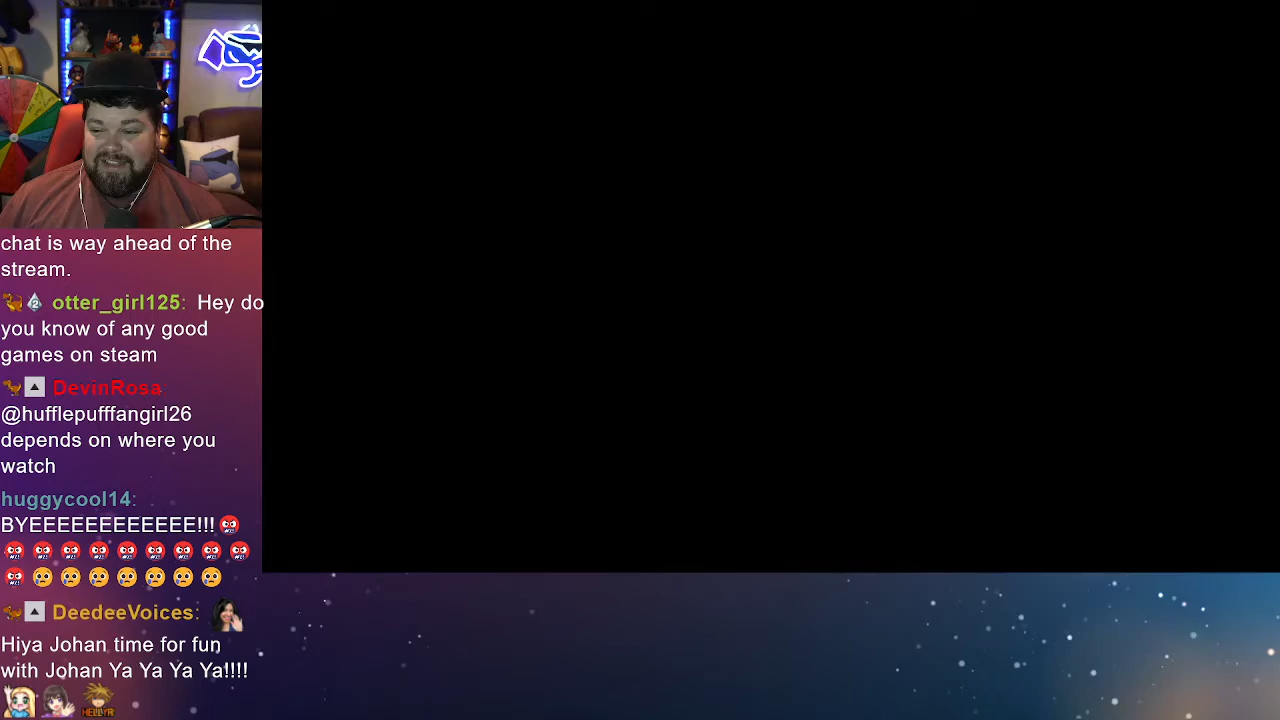 chat is way ahead of the
stream.
otter_girl125: Hey do
you know of any good
games on steam
DevinRosa:
@hufflepufffangirl26
depends on where you
watch
huggycool14:
BYEEEEEEEEEEEE!!!
DeedeeVoices:
Hiya Johan time for fun
with Johan Ya Ya Ya Ya!!!!
HELLYR